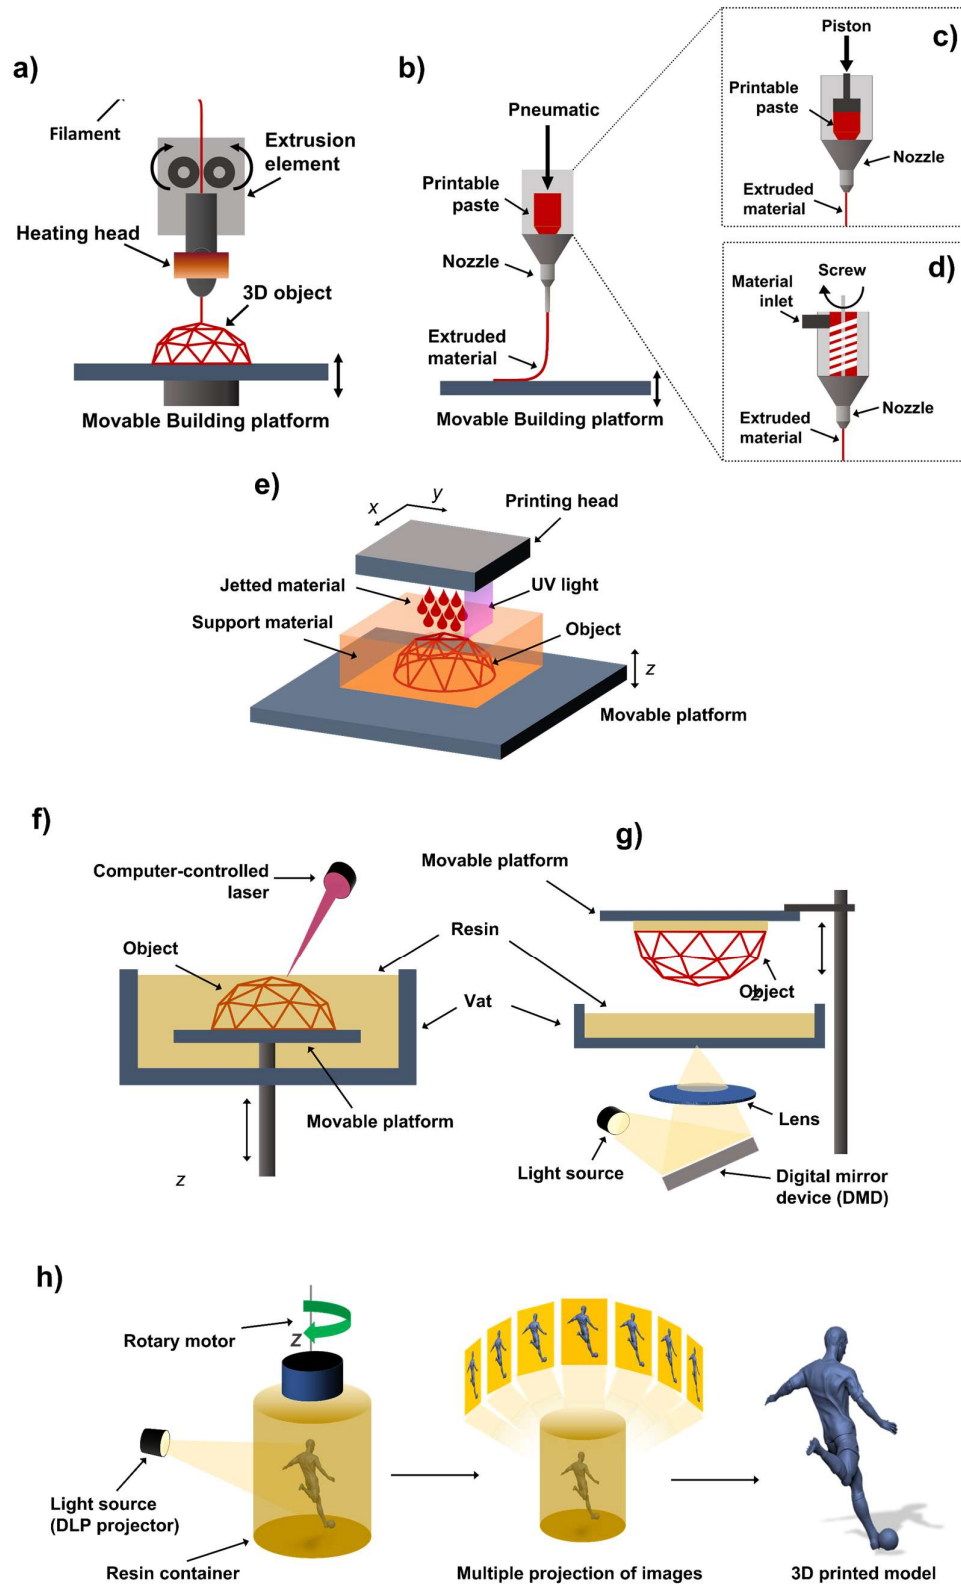 a)
Filament
Extrusion
element
Heating head
3D object
Movable Building platform
b)
Pneumatic
Printable
paste
Nozzle
Extruded
material
Movable Building platform
c)
Piston
Printable
paste
Nozzle
Extruded
material
d)
Screw
Material
inlet
Nozzle
Extruded
material
e)
x
y
Printing head
Jetted material
UV light
Support material
Object
z
Movable platform
f)
Computer-controlled
laser
Object
Resin
Vat
Movable platform
z
g)
Movable platform
Object
z
Lens
Light source
Digital mirror
device (DMD)
h)
Rotary motor
z
Light source
(DLP projector)
Resin container
Multiple projection of images
3D printed model